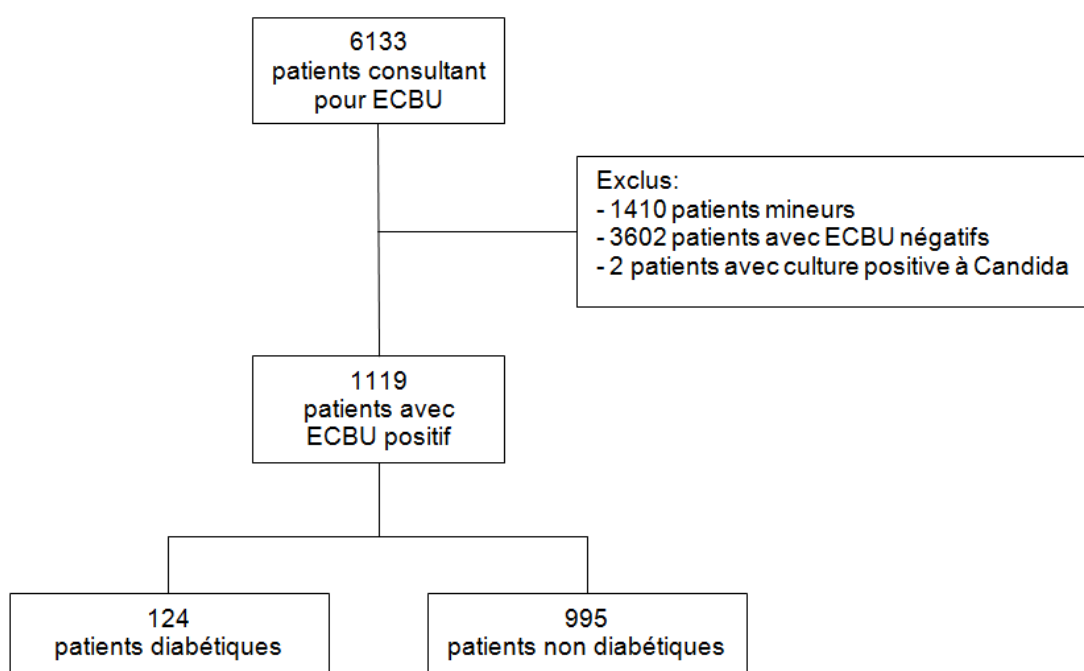 6133
patients consultant
pour ECBU
Exclus:
- 1410 patients mineurs
- 3602 patients avec ECBU négatifs
- 2 patients avec culture positive à Candida
1119
patients avec
ECBU positif
124
patients diabétiques
995
patients non diabétiques